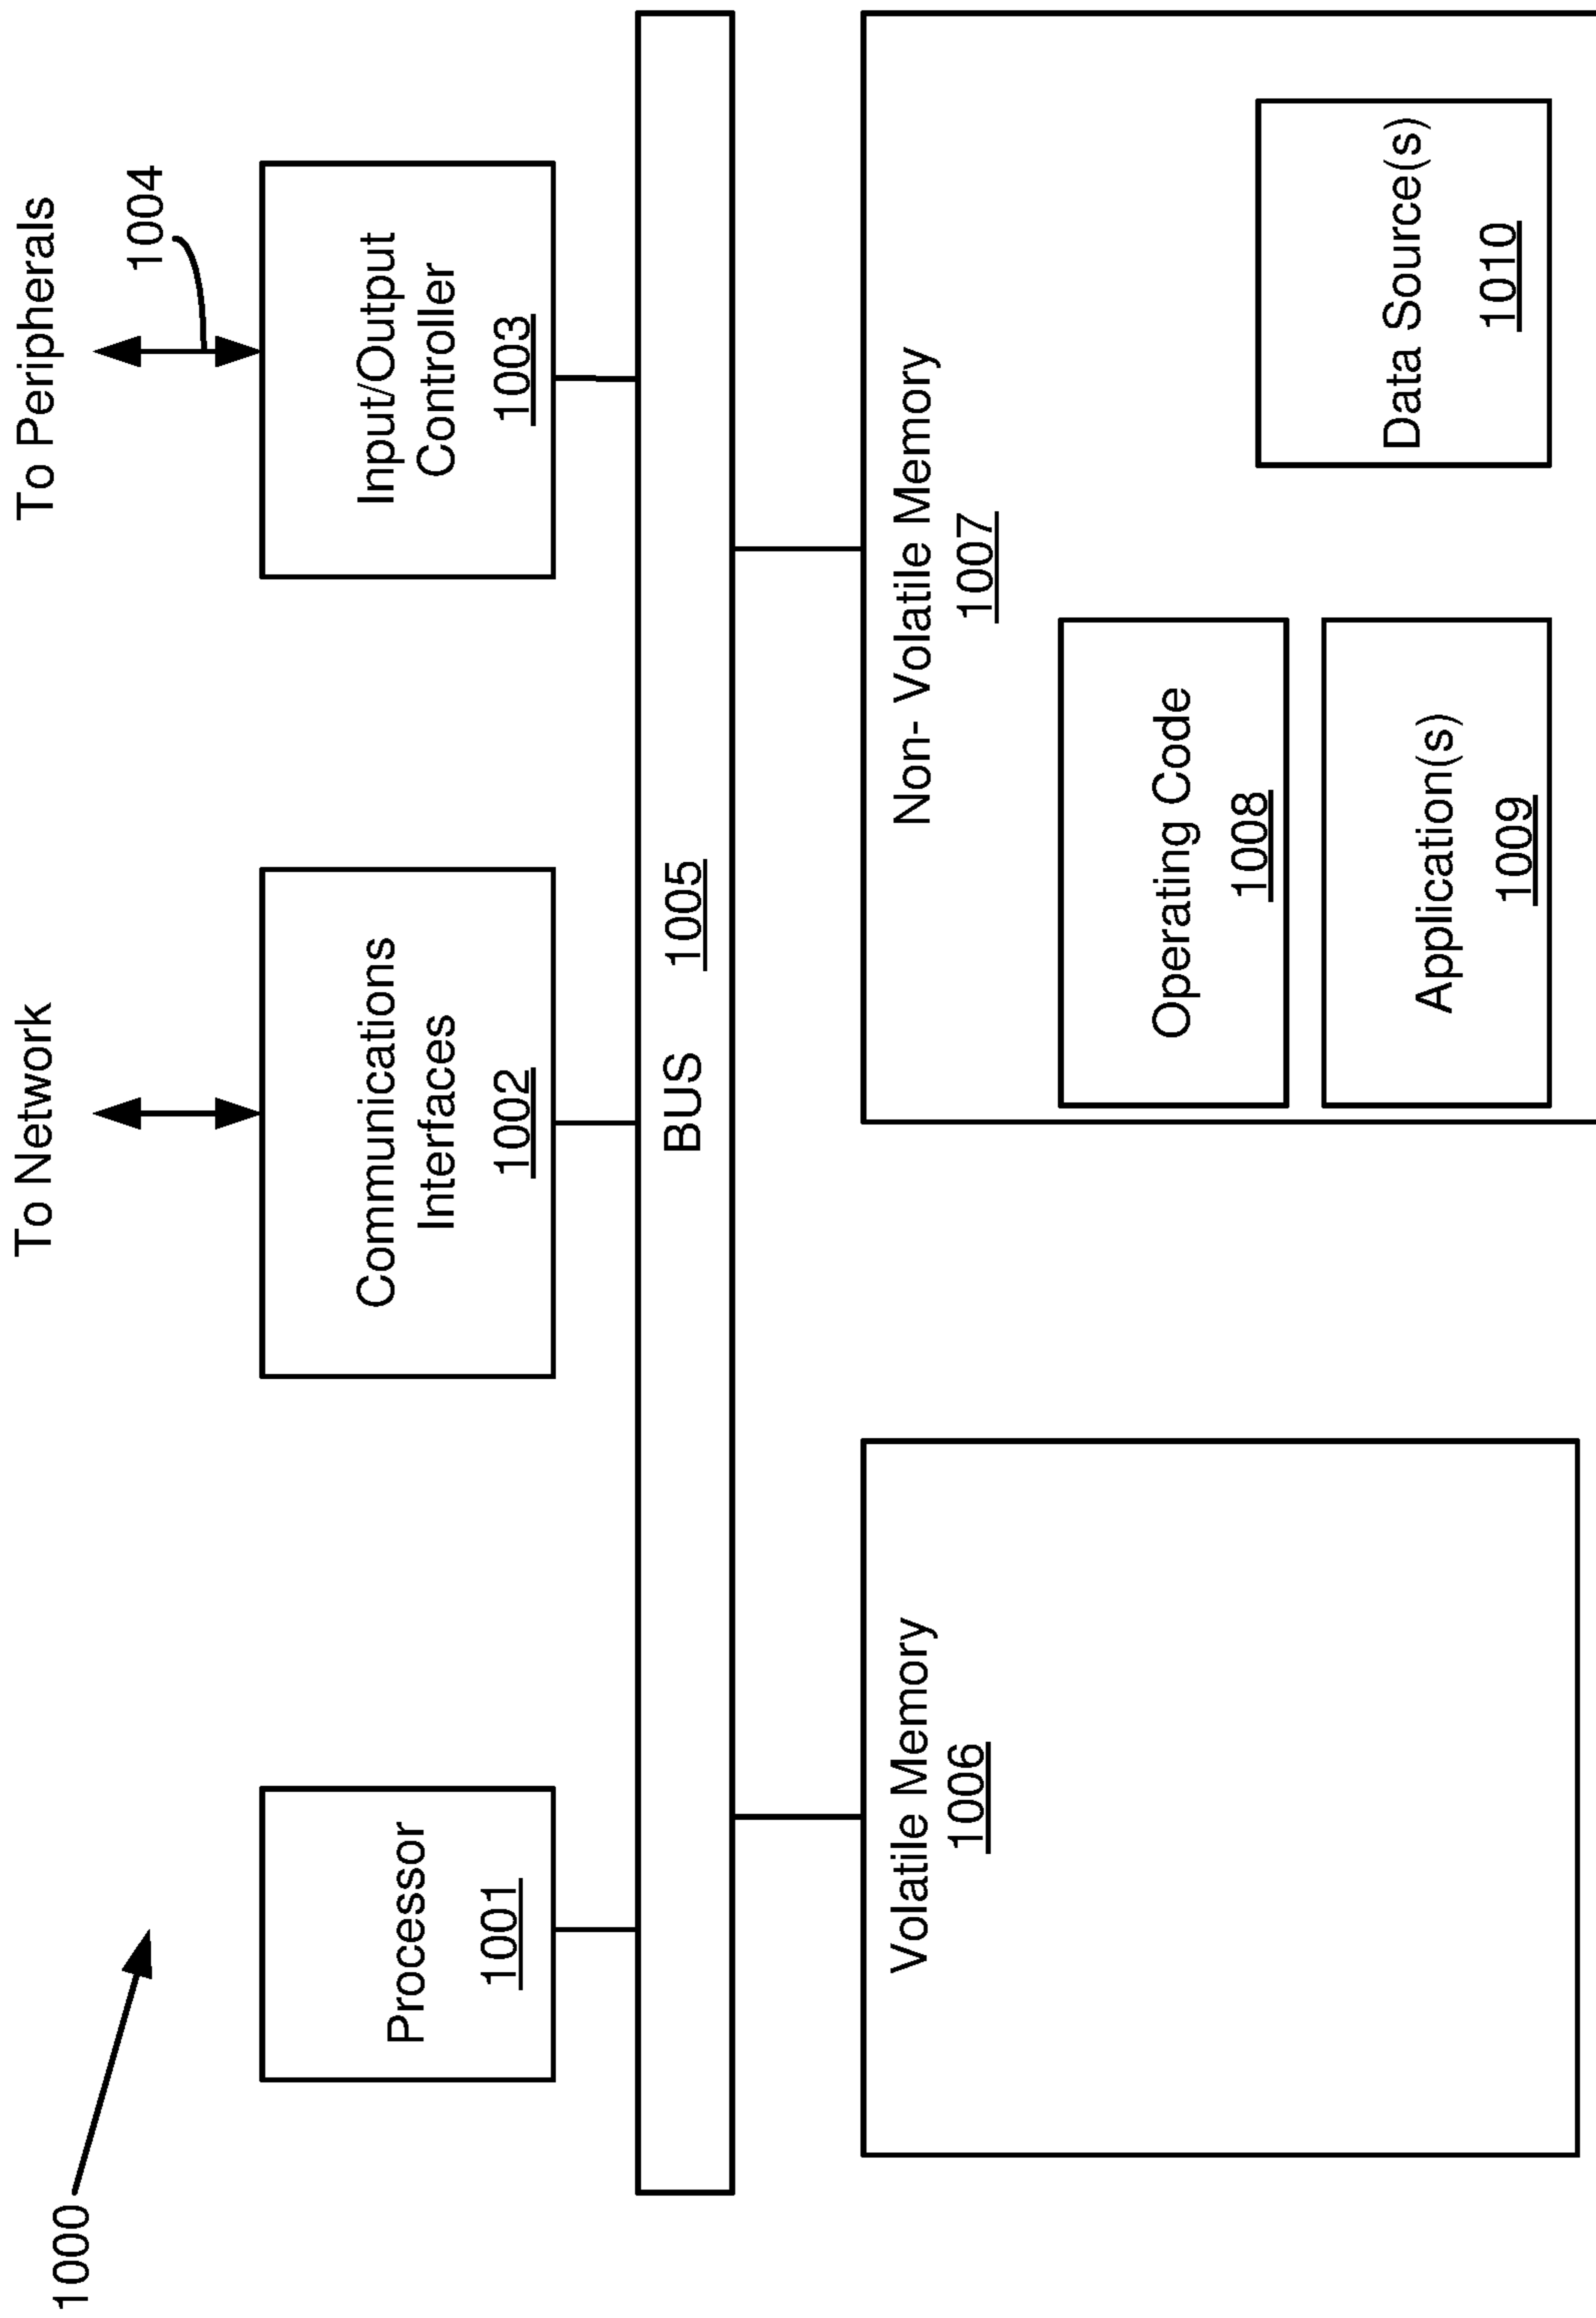 1000
To Network
To Peripherals
1004
Processor
1001
Communications
Interfaces
1002
Input/Output
Controller
1003
BUS 1005
Volatile Memory
1006
Non- Volatile Memory
1007
Operating Code
1008
Application(s)
1009
Data Source(s)
1010